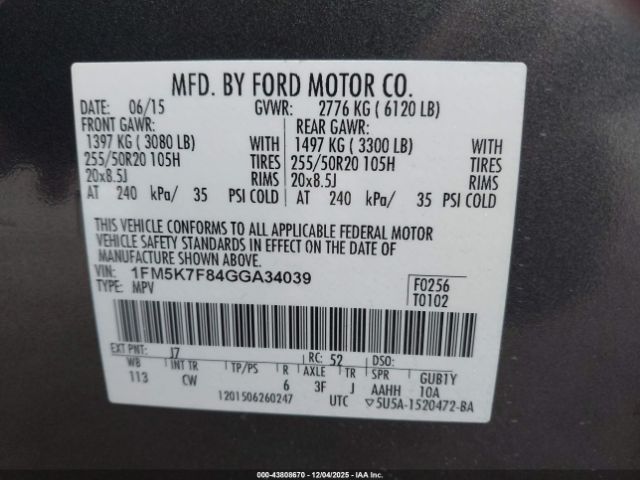 MFD. BY FORD MOTOR CO.
DATE: 06/15 GVWR: 2776 KG ( 6120 LB)
FRONT GAWR: REAR GAWR:
1397 KG ( 3080 LB) WITH 1497 KG ( 3300 LB) WITH
255/50R20 105H TIRES 255/50R20 105H TIRES
20x8.5J RIMS 20x8.5J RIMS
AT 240 kPa/ 35 PSI COLD AT 240 kPa/ 35 PSI COLD
THIS VEHICLE CONFORMS TO ALL APPLICABLE FEDERAL MOTOR
VEHICLE SAFETY STANDARDS IN EFFECT ON THE DATE OF
MANUFACTURE SHOWN ABOVE.
VIN: 1FM5K7F84GGA34039 F0256
TYPE: MPV T0102
EXT PNT: J7 RC: 52 DSO:
WB INT TR TP/PS R AXLE TR SPR GUB1Y
113 CW 6 3F J AAHH 10A
1201506260247 UTC ▽5U5A-1520472-BA
000-43808670 - 12/04/2025 - IAA, Inc.